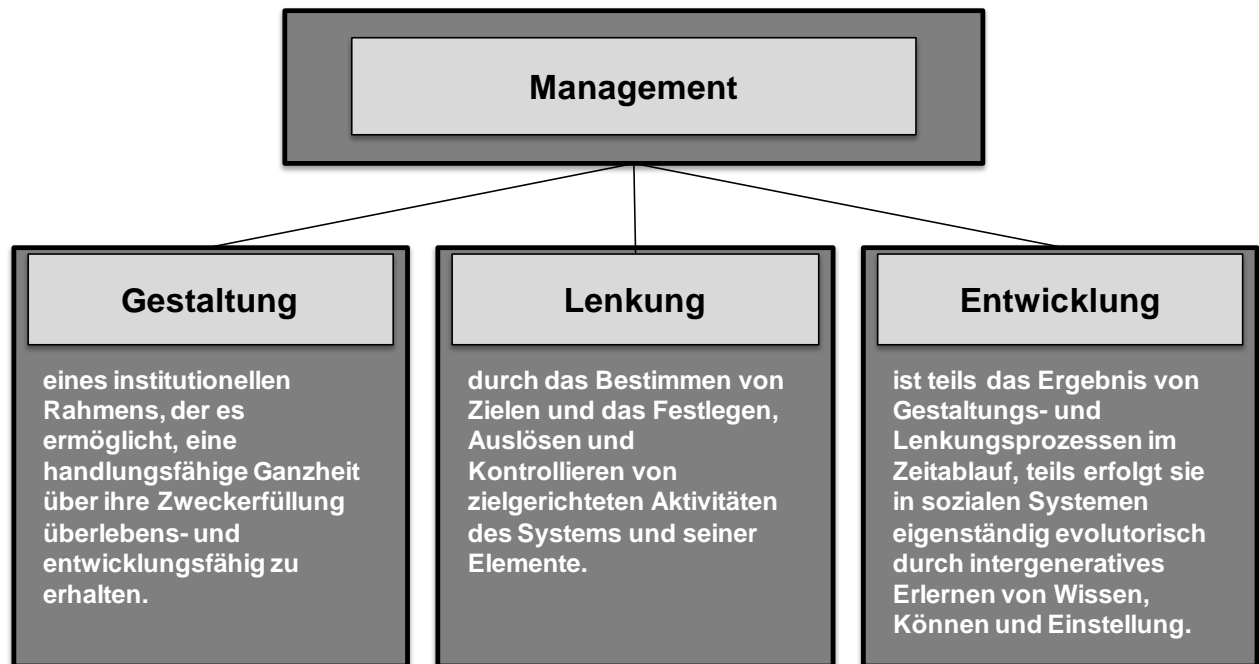 Management
Gestaltung
eines institutionellen
Rahmens, der es
ermöglicht, eine
handlungsfähige Ganzheit
über ihre Zweckerfüllung
überlebens- und
entwicklungsfähig zu
erhalten.
Lenkung
durch das Bestimmen von
Zielen und das Festlegen,
Auslösen und
Kontrollieren von
zielgerichteten Aktivitäten
des Systems und seiner
Elemente.
Entwicklung
ist teils das Ergebnis von
Gestaltungs- und
Lenkungsprozessen im
Zeitablauf, teils erfolgt sie
in sozialen Systemen
eigenständig evolutorisch
durch intergeneratives
Erlernen von Wissen,
Können und Einstellung.